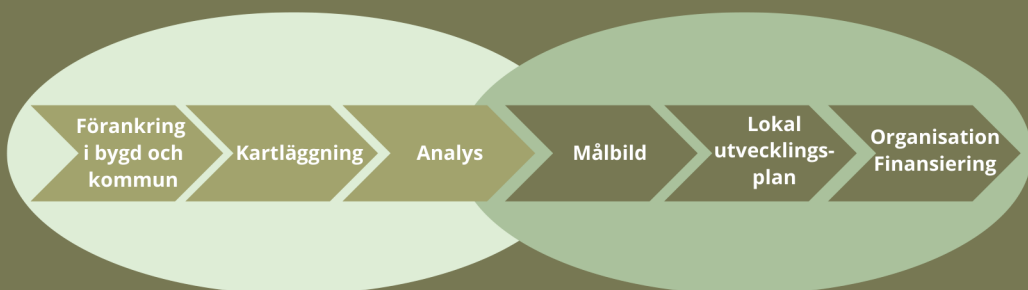 Förankring
i bygd och
kommun
Kartläggning
Analys
Målbild
Lokal
utvecklings-
plan
Organisation
Finansiering